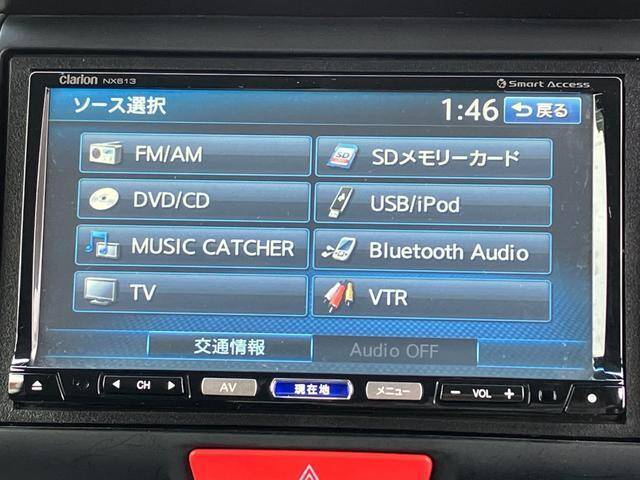 clarion NX613
Smart Access
ソース選択
1:46
戻る
FM/AM
SDメモリーカード
SD
DVD/CD
USB/iPod
MUSIC CATCHER
Bluetooth Audio
TV
VTR
交通情報
Audio OFF
CH
AV
現在地
メニュー
− VOL +